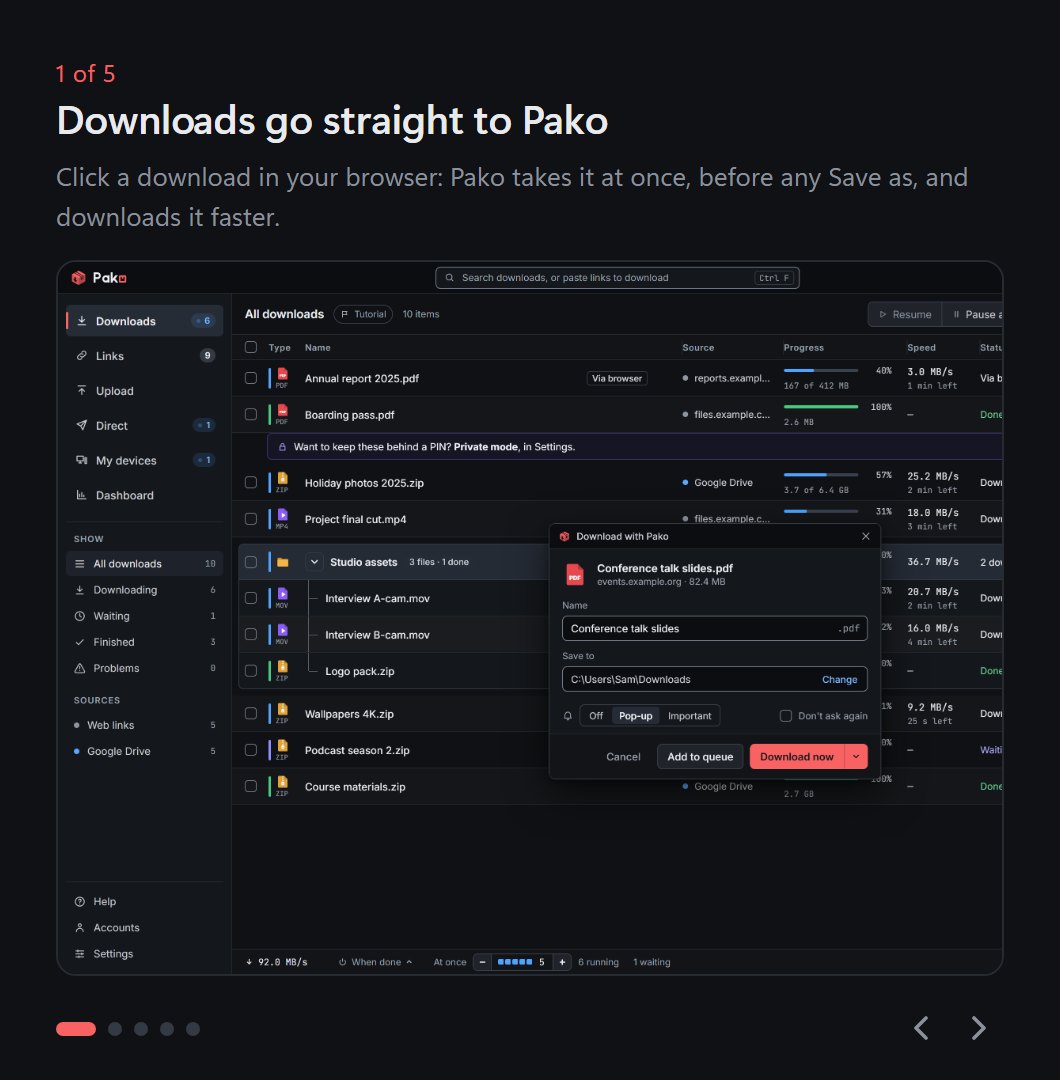 1 of 5
Downloads go straight to Pako
Click a download in your browser: Pako takes it at once, before any Save as, and
downloads it faster.
Pako
Search downloads, or paste links to download
Ctrl F
Downloads 6
Links 9
Upload
Direct 1
My devices 1
Dashboard
SHOW
All downloads 10
Downloading 6
Waiting 1
Finished 3
Problems 0
SOURCES
Web links 5
Google Drive 5
Help
Accounts
Settings
All downloads Tutorial 10 items
Resume Pause a
Type Name Source Progress Speed Statu
PDF Annual report 2025.pdf Via browser reports.exampl... 40% 3.0 MB/s Via b
167 of 412 MB 1 min left
PDF Boarding pass.pdf files.example.c... 100% – Done
2.6 MB
Want to keep these behind a PIN? Private mode, in Settings.
ZIP Holiday photos 2025.zip Google Drive 57% 25.2 MB/s Down
3.7 of 6.4 GB 2 min left
MP4 Project final cut.mp4 files.example.c... 31% 18.0 MB/s Down
3 min left
Studio assets 3 files · 1 done 0% 36.7 MB/s 2 dow
MOV Interview A-cam.mov 3% 20.7 MB/s Down
2 min left
MOV Interview B-cam.mov 2% 16.0 MB/s Down
4 min left
ZIP Logo pack.zip 0% – Done
ZIP Wallpapers 4K.zip 1% 9.2 MB/s Down
25 s left
ZIP Podcast season 2.zip 0% – Waiti
ZIP Course materials.zip Google Drive 100% – Done
2.7 GB
Download with Pako
PDF
Conference talk slides.pdf
events.example.org · 82.4 MB
Name
Conference talk slides .pdf
Save to
C:\Users\Sam\Downloads Change
Off Pop-up Important Don't ask again
Cancel Add to queue Download now
92.0 MB/s When done At once − 5 + 6 running 1 waiting